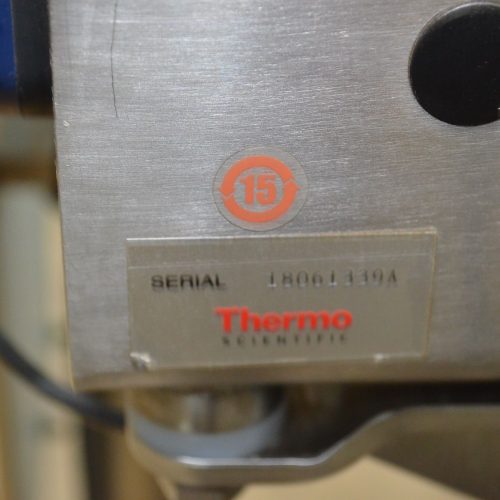 15
SERIAL 18061339A
Thermo
SCIENTIFIC